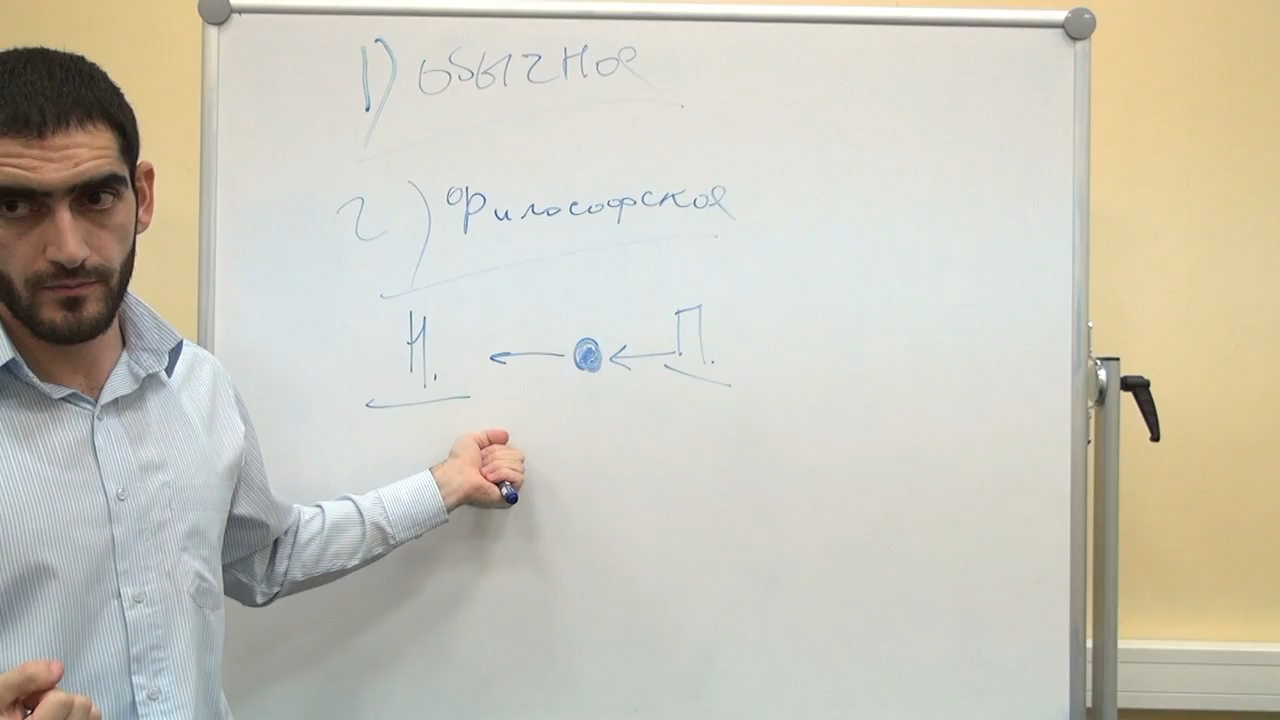 1) обычное
2) философское
Н. ← ● ← П.